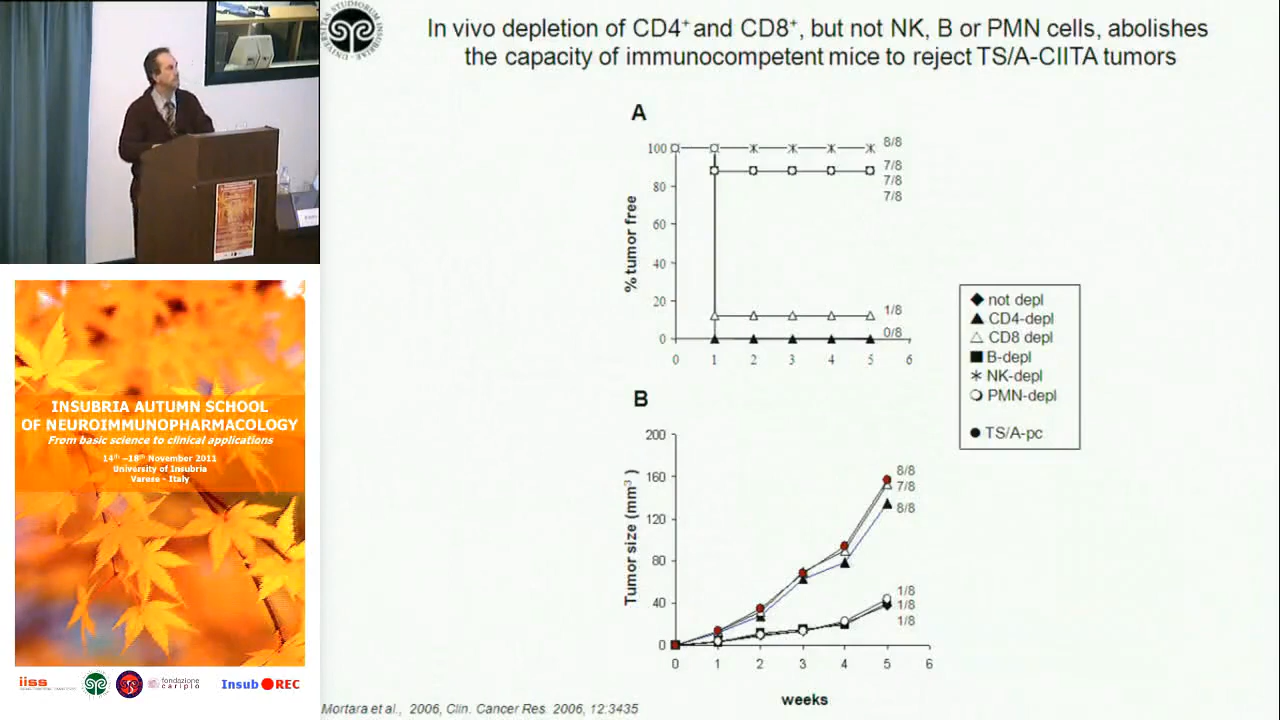 In vivo depletion of CD4+ and CD8+, but not NK, B or PMN cells, abolishes
the capacity of immunocompetent mice to reject TS/A-CIITA tumors
A
% tumor free
100
80
60
40
20
0
0 1 2 3 4 5 6
8/8
7/8
7/8
7/8
1/8
0/8
B
Tumor size (mm3 )
200
160
120
80
40
0
0 1 2 3 4 5 6
weeks
8/8
7/8
8/8
1/8
1/8
1/8
not depl
CD4-depl
CD8 depl
B-depl
NK-depl
PMN-depl
TS/A-pc
Mortara et al., 2006, Clin. Cancer Res. 2006, 12:3435
INSUBRIA AUTUMN SCHOOL
OF NEUROIMMUNOPHARMACOLOGY
From basic science to clinical applications
14th –18th November 2011
University of Insubria
Varese - Italy
iiss
fondazione
cariplo
Insub REC